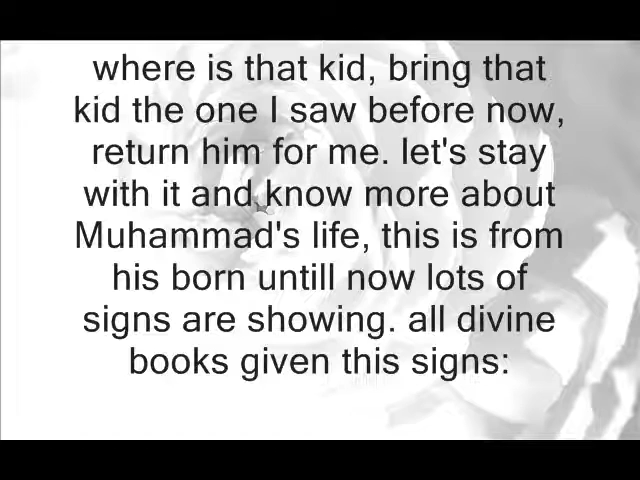 where is that kid, bring that
kid the one I saw before now,
return him for me. let's stay
with it and know more about
Muhammad's life, this is from
his born untill now lots of
signs are showing. all divine
books given this signs: